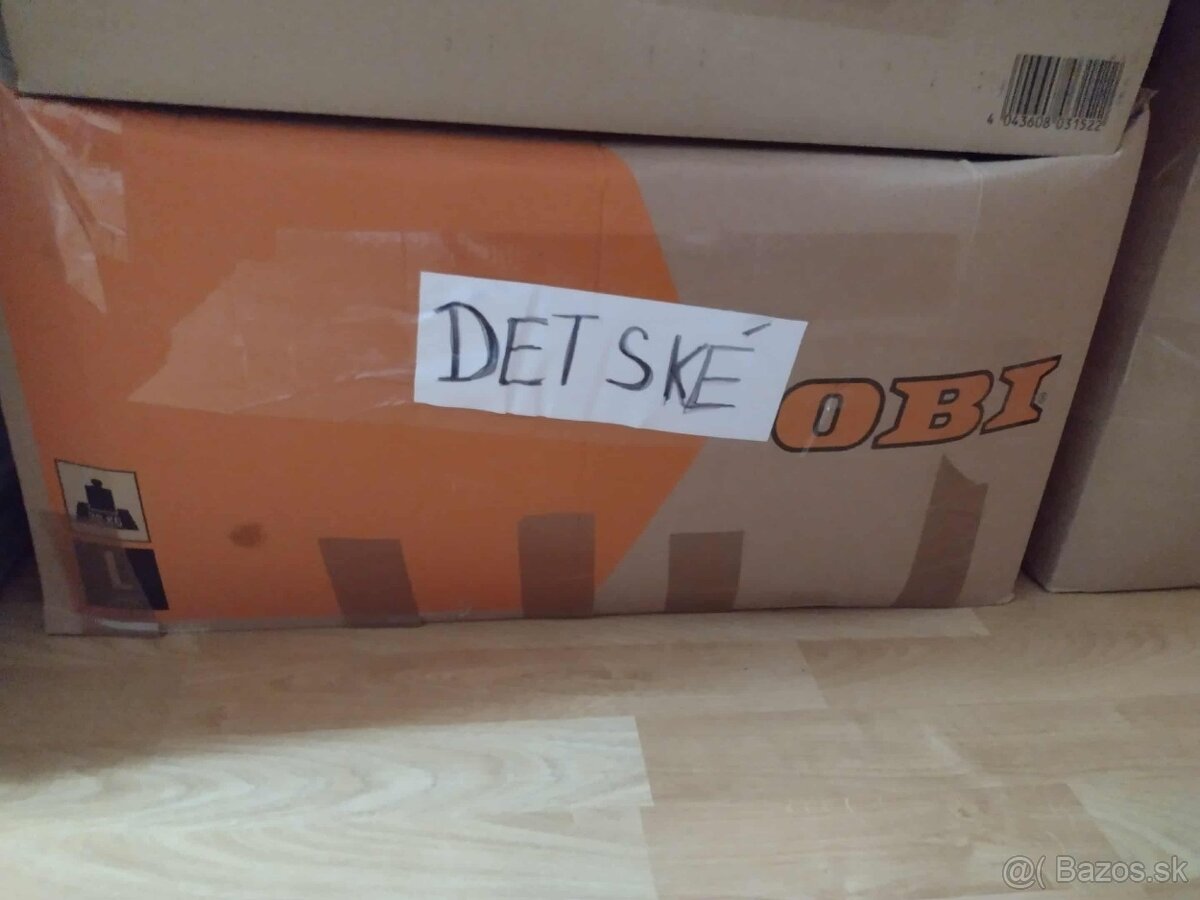 4 043608 031522
DETSKÉ
OBI
L
@( Bazos.sk